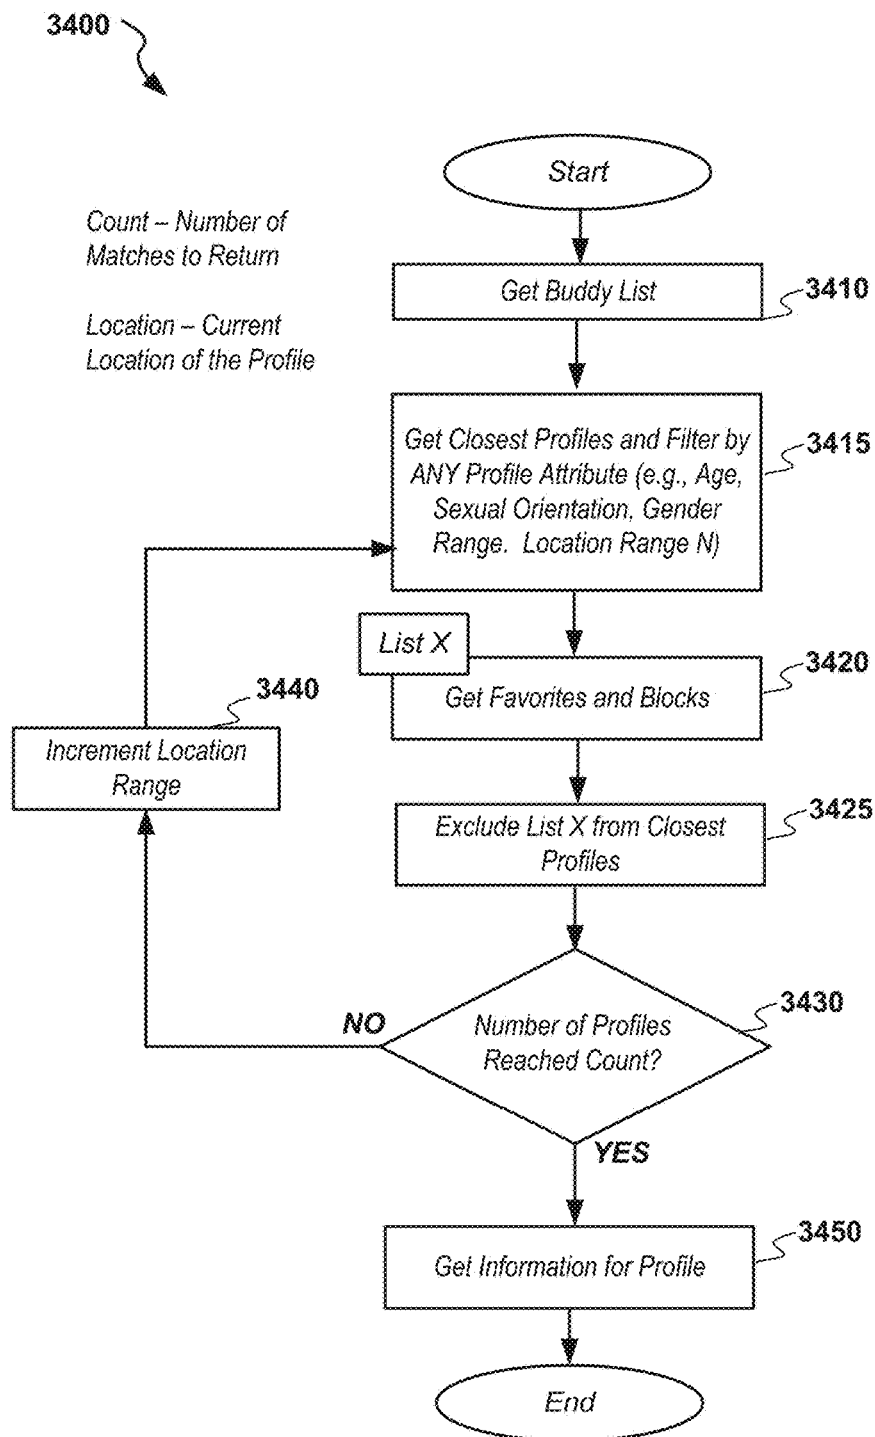 3400
Start
Count – Number of
Matches to Return
Location – Current
Location of the Profile
Get Buddy List
3410
Get Closest Profiles and Filter by
ANY Profile Attribute (e.g., Age,
Sexual Orientation, Gender
Range. Location Range N)
3415
List X
Get Favorites and Blocks
3420
3440
Increment Location
Range
Exclude List X from Closest
Profiles
3425
Number of Profiles
Reached Count?
3430
NO
YES
Get Information for Profile
3450
End